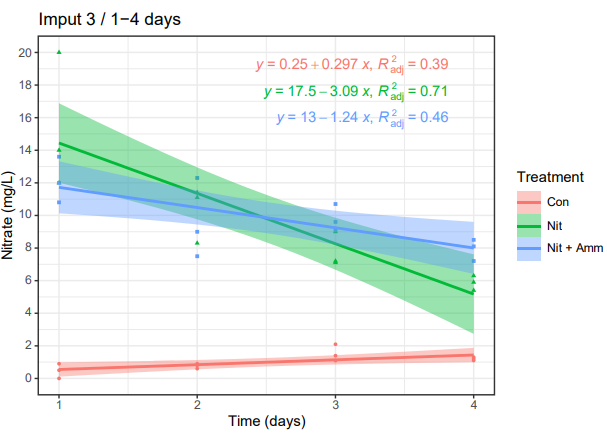 Imput 3 / 1−4 days
y = 0.25 + 0.297 x, R²adj = 0.39
y = 17.5 − 3.09 x, R²adj = 0.71
y = 13 − 1.24 x, R²adj = 0.46
20
18
16
14
12
10
8
6
4
2
0
Nitrate (mg/L)
1 2 3 4
Time (days)
Treatment
Con
Nit
Nit + Amm